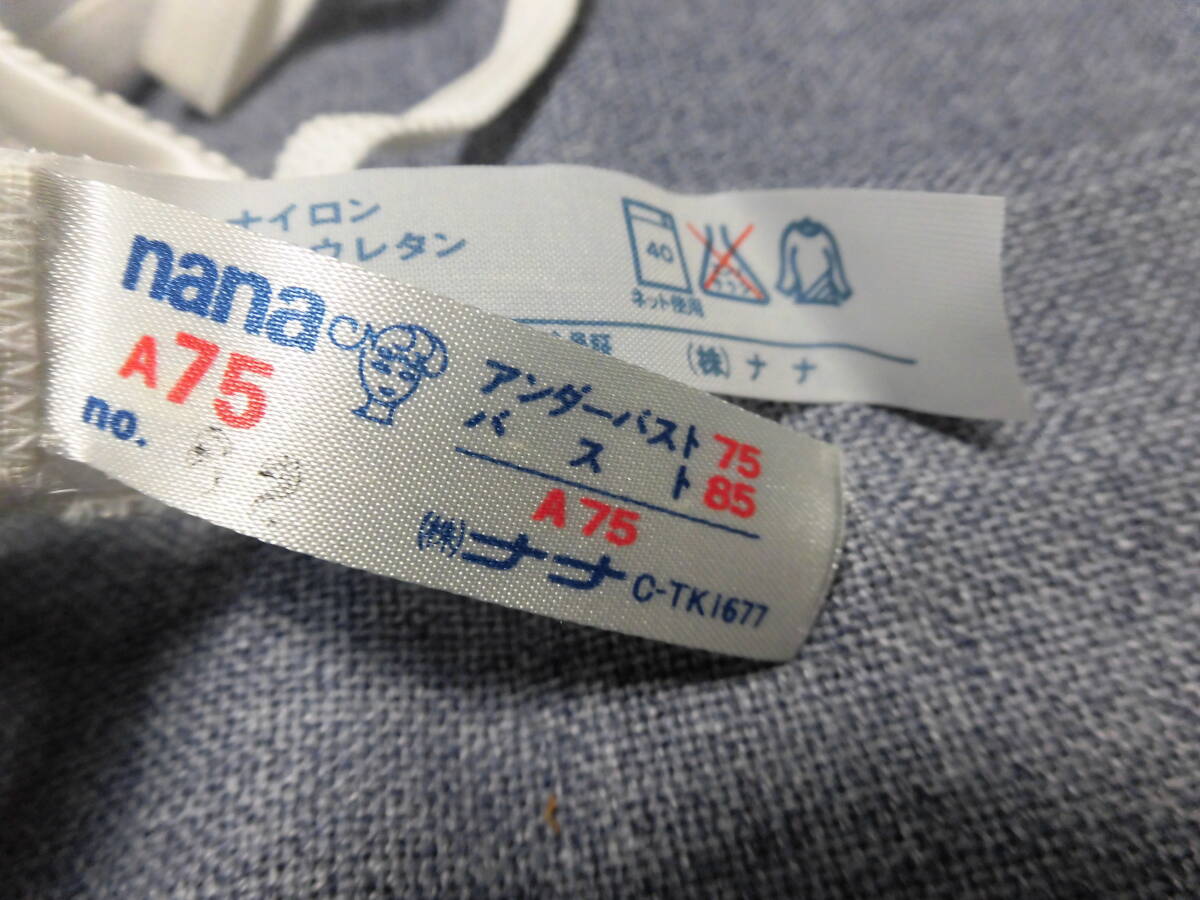 ナイロン
ウレタン
40
ネット使用
(株) ナナ
nana
A75
no.
アンダーバスト 75
バスト 85
A75
(株)ナナ C-TK1677